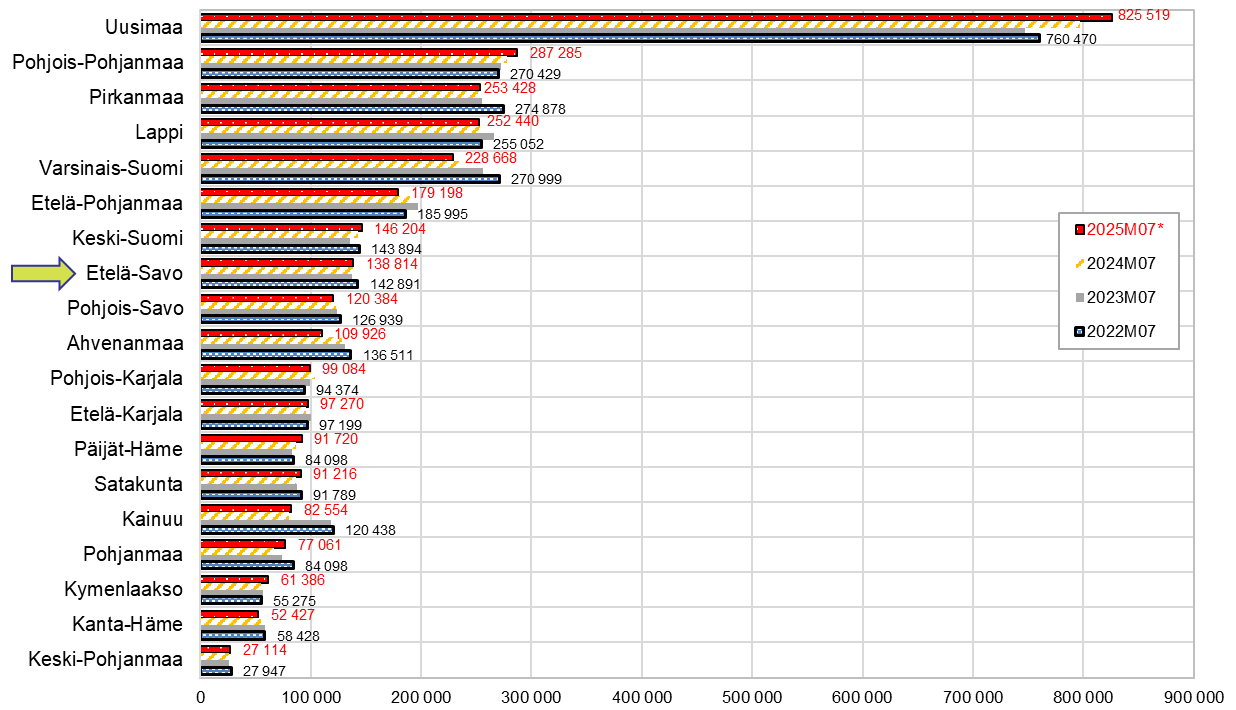 Uusimaa 825 519
760 470
Pohjois-Pohjanmaa 287 285
270 429
Pirkanmaa 253 428
274 878
Lappi 252 440
255 052
Varsinais-Suomi 228 668
270 999
Etelä-Pohjanmaa 179 198
185 995
Keski-Suomi 146 204
143 894
Etelä-Savo 138 814
142 891
Pohjois-Savo 120 384
126 939
Ahvenanmaa 109 926
136 511
Pohjois-Karjala 99 084
94 374
Etelä-Karjala 97 270
97 199
Päijät-Häme 91 720
84 098
Satakunta 91 216
91 789
Kainuu 82 554
120 438
Pohjanmaa 77 061
84 098
Kymenlaakso 61 386
55 275
Kanta-Häme 52 427
58 428
Keski-Pohjanmaa 27 114
27 947
0 100 000 200 000 300 000 400 000 500 000 600 000 700 000 800 000 900 000
2025M07*
2024M07
2023M07
2022M07